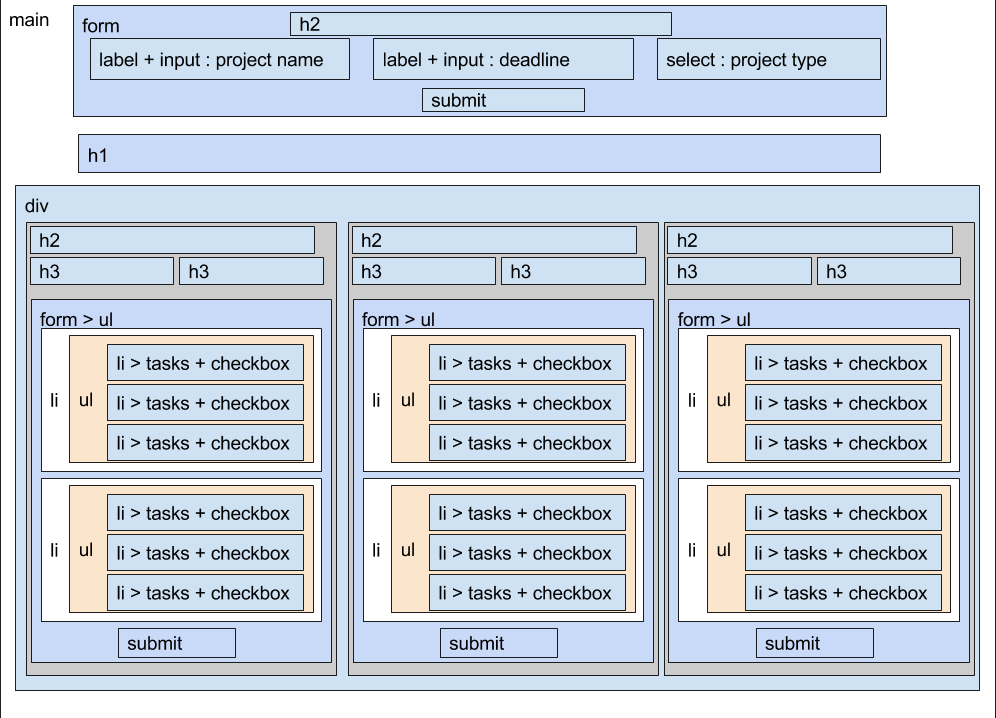 main
form
h2
label + input : project name
label + input : deadline
select : project type
submit
h1
div
h2
h3
h3
form > ul
li
ul
li > tasks + checkbox
li > tasks + checkbox
li > tasks + checkbox
li
ul
li > tasks + checkbox
li > tasks + checkbox
li > tasks + checkbox
submit
h2
h3
h3
form > ul
li
ul
li > tasks + checkbox
li > tasks + checkbox
li > tasks + checkbox
li
ul
li > tasks + checkbox
li > tasks + checkbox
li > tasks + checkbox
submit
h2
h3
h3
form > ul
li
ul
li > tasks + checkbox
li > tasks + checkbox
li > tasks + checkbox
li
ul
li > tasks + checkbox
li > tasks + checkbox
li > tasks + checkbox
submit